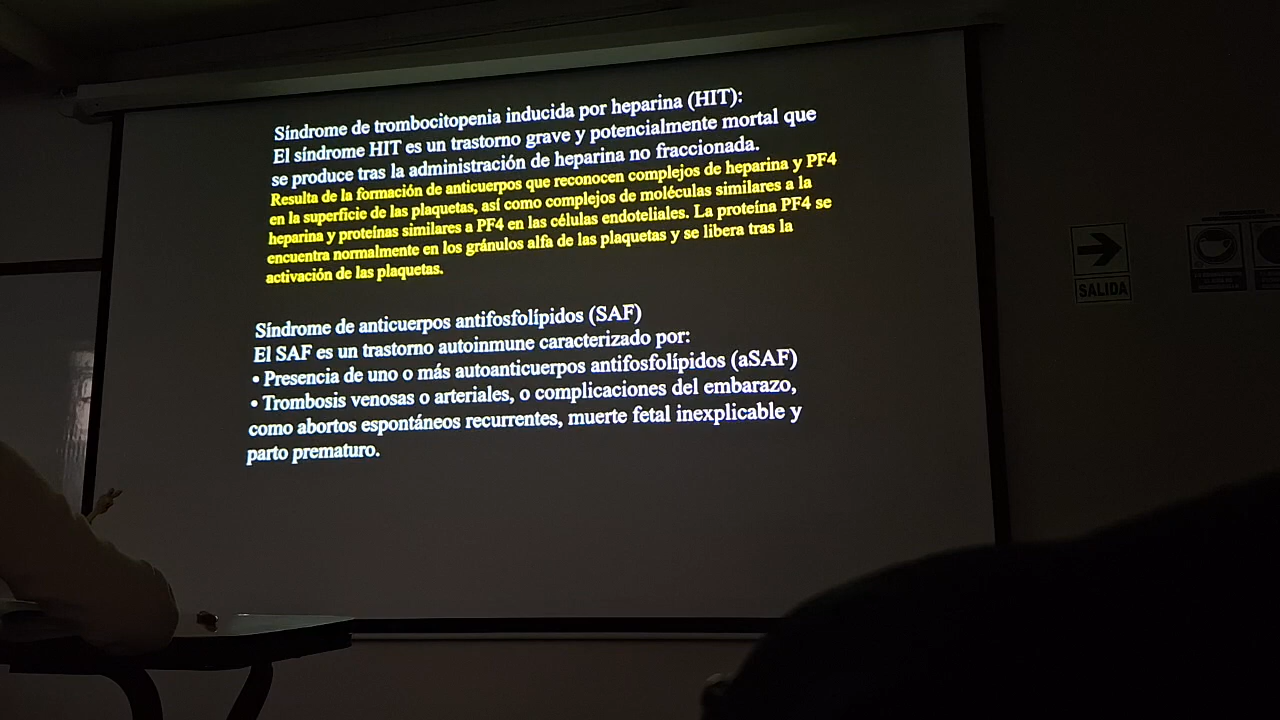 Síndrome de trombocitopenia inducida por heparina (HIT):
El síndrome HIT es un trastorno grave y potencialmente mortal que
se produce tras la administración de heparina no fraccionada.
Resulta de la formación de anticuerpos que reconocen complejos de heparina y PF4
en la superficie de las plaquetas, así como complejos de moléculas similares a la
heparina y proteínas similares a PF4 en las células endoteliales. La proteína PF4 se
encuentra normalmente en los gránulos alfa de las plaquetas y se libera tras la
activación de las plaquetas.
Síndrome de anticuerpos antifosfolípidos (SAF)
El SAF es un trastorno autoinmune caracterizado por:
• Presencia de uno o más autoanticuerpos antifosfolípidos (aSAF)
• Trombosis venosas o arteriales, o complicaciones del embarazo,
como abortos espontáneos recurrentes, muerte fetal inexplicable y
parto prematuro.
SALIDA